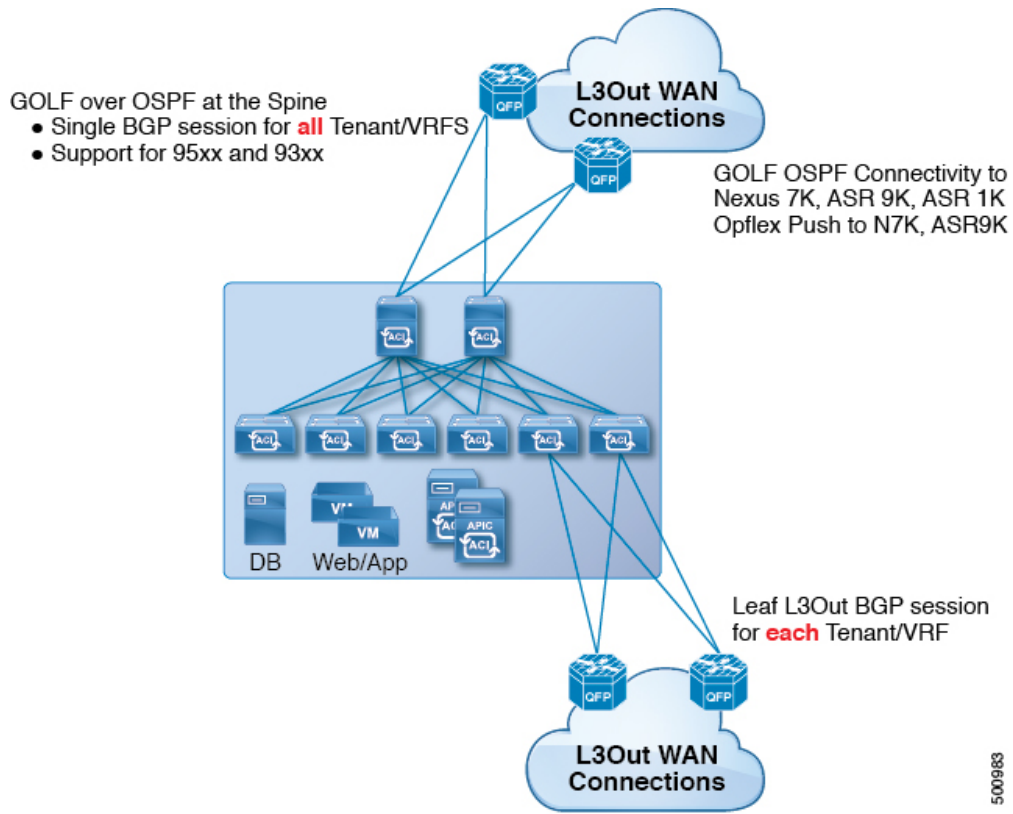 L3Out WAN
Connections
QFP
QFP
GOLF over OSPF at the Spine
● Single BGP session for all Tenant/VRFS
● Support for 95xx and 93xx
GOLF OSPF Connectivity to
Nexus 7K, ASR 9K, ASR 1K
Opflex Push to N7K, ASR9K
ACI
ACI
ACI
ACI
ACI
ACI
ACI
ACI
VM
APIC
ACI
DB
Web/App
Leaf L3Out BGP session
for each Tenant/VRF
QFP
QFP
L3Out WAN
Connections
500983